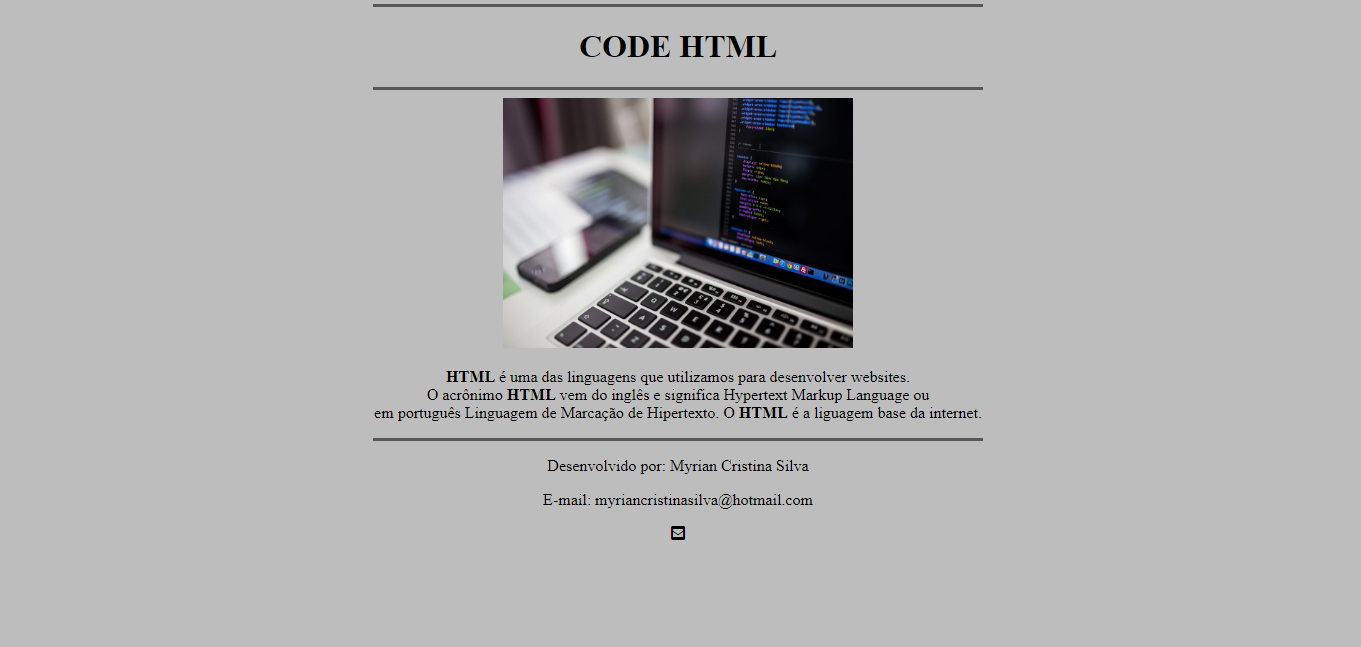 CODE HTML
HTML é uma das linguagens que utilizamos para desenvolver websites.
O acrônimo HTML vem do inglês e significa Hypertext Markup Language ou
em português Linguagem de Marcação de Hipertexto. O HTML é a liguagem base da internet.
Desenvolvido por: Myrian Cristina Silva
E-mail: myriancristinasilva@hotmail.com